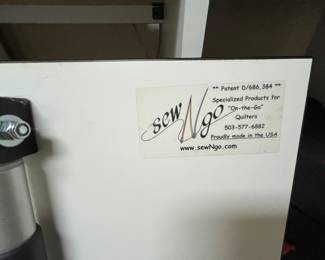 ** Patent D/686,384 **
Specialized Products for
"On-the-Go"
Quilters
503-577-6882
Proudly made in the USA
sew N go
www.sewNgo.com